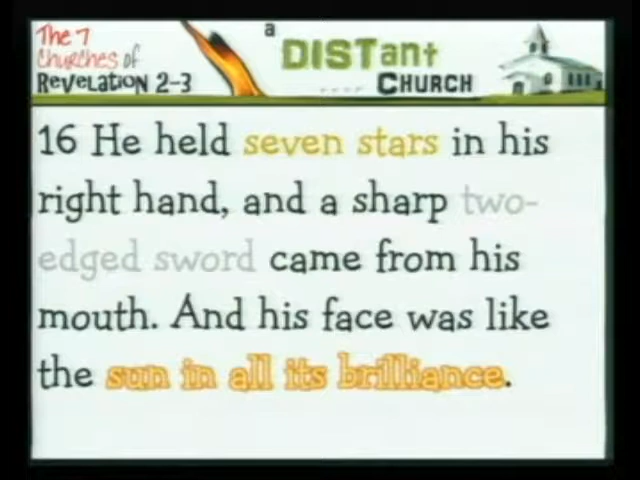 The 7
Churches of
Revelation 2-3
a
DISTant
.... CHURCH
16 He held seven stars in his
right hand, and a sharp two-
edged sword came from his
mouth. And his face was like
the sun in all its brilliance.